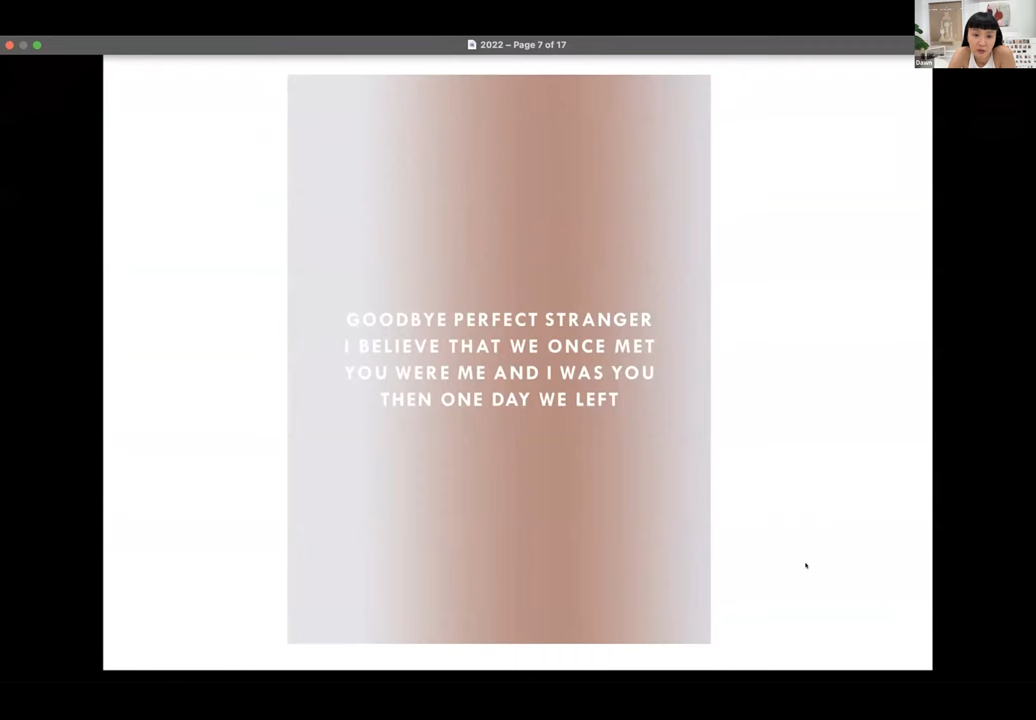 2022 – Page 7 of 17
Dawn
GOODBYE PERFECT STRANGER
I BELIEVE THAT WE ONCE MET
YOU WERE ME AND I WAS YOU
THEN ONE DAY WE LEFT